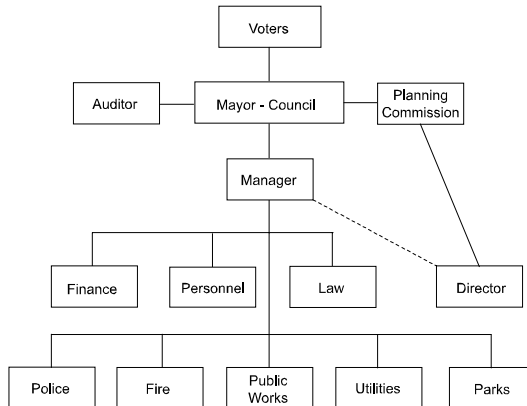 Voters
Auditor
Mayor - Council
Planning
Commission
Manager
Finance
Personnel
Law
Director
Police
Fire
Public
Works
Utilities
Parks